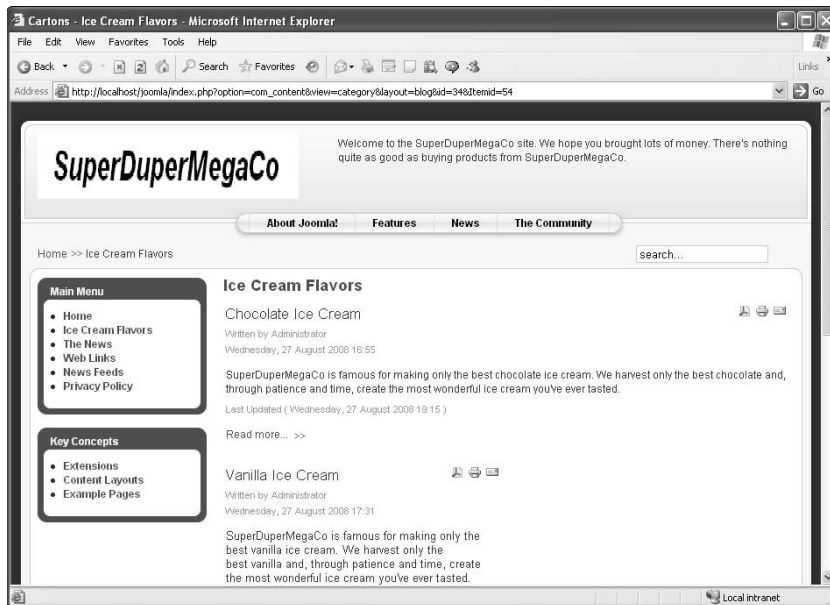 Cartons - Ice Cream Flavors - Microsoft Internet Explorer
File Edit View Favorites Tools Help
Back Search Favorites Links
Address http://localhost/joomla/index.php?option=com_content&view=category&layout=blog&id=34&Itemid=54 Go
SuperDuperMegaCo
Welcome to the SuperDuperMegaCo site. We hope you brought lots of money. There's nothing
quite as good as buying products from SuperDuperMegaCo.
About Joomla! Features News The Community
Home >> Ice Cream Flavors
search...
Main Menu
Home
Ice Cream Flavors
The News
Web Links
News Feeds
Privacy Policy
Key Concepts
Extensions
Content Layouts
Example Pages
Ice Cream Flavors
Chocolate Ice Cream
Written by Administrator
Wednesday, 27 August 2008 16:55
SuperDuperMegaCo is famous for making only the best chocolate ice cream. We harvest only the best chocolate and,
through patience and time, create the most wonderful ice cream you've ever tasted.
Last Updated ( Wednesday, 27 August 2008 19:15 )
Read more... >>
Vanilla Ice Cream
Written by Administrator
Wednesday, 27 August 2008 17:31
SuperDuperMegaCo is famous for making only the
best vanilla ice cream. We harvest only the
best vanilla and, through patience and time, create
the most wonderful ice cream you've ever tasted.
Local intranet